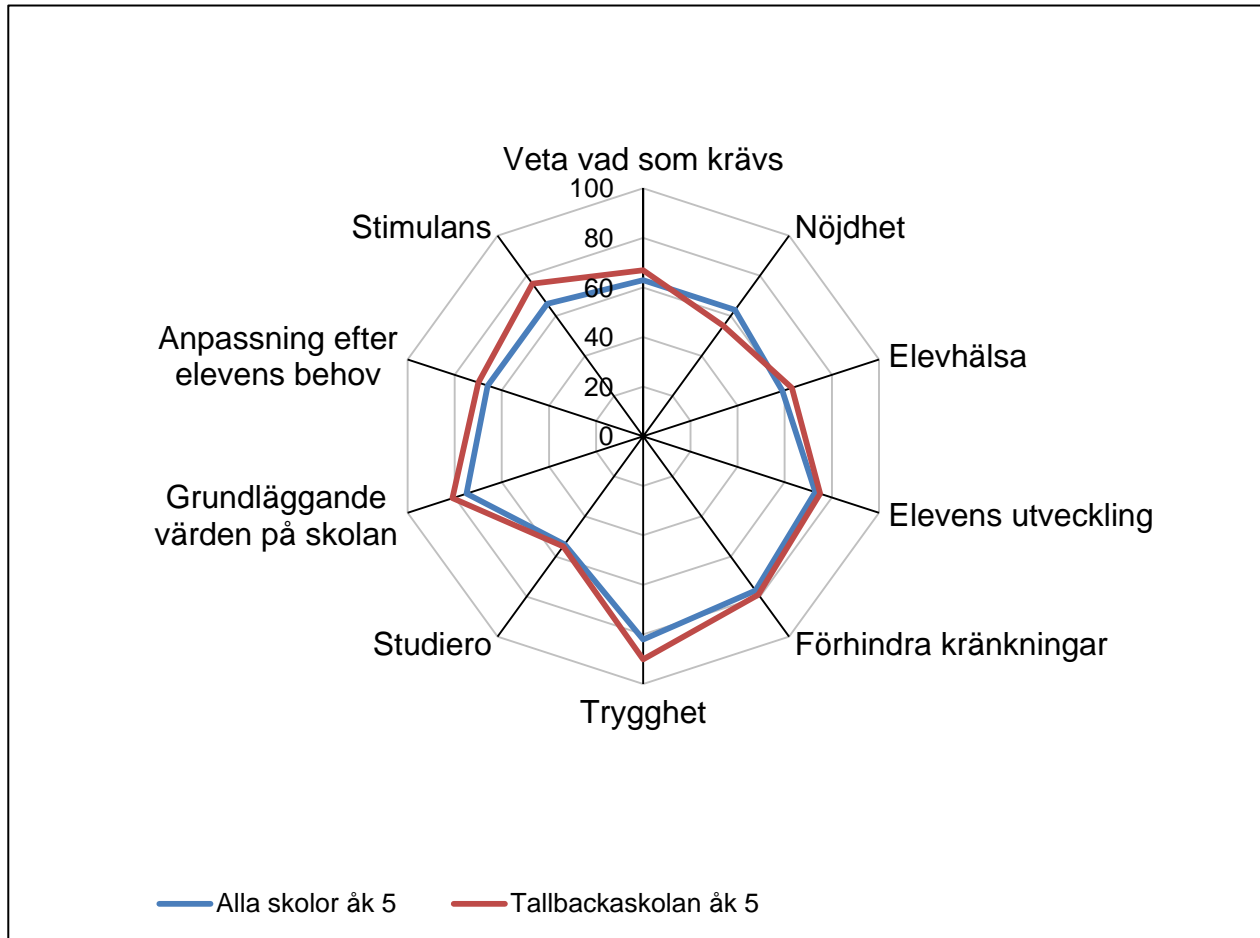 Veta vad som krävs
100
Stimulans
Nöjdhet
80
60
Anpassning efter
elevens behov
Elevhälsa
40
20
0
Grundläggande
värden på skolan
Elevens utveckling
Studiero
Förhindra kränkningar
Trygghet
Alla skolor åk 5
Tallbackaskolan åk 5